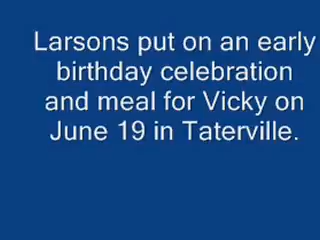 Larsons put on an early
birthday celebration
and meal for Vicky on
June 19 in Taterville.